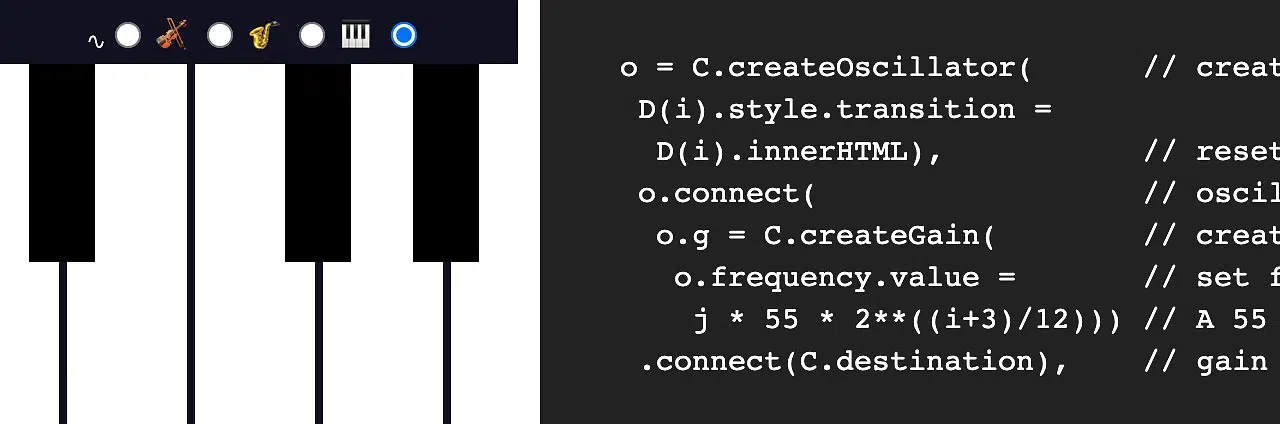 o = C.createOscillator( // creat
D(i).style.transition =
D(i).innerHTML), // reset
o.connect( // oscil
o.g = C.createGain( // creat
o.frequency.value = // set f
j * 55 * 2**((i+3)/12))) // A 55
.connect(C.destination), // gain